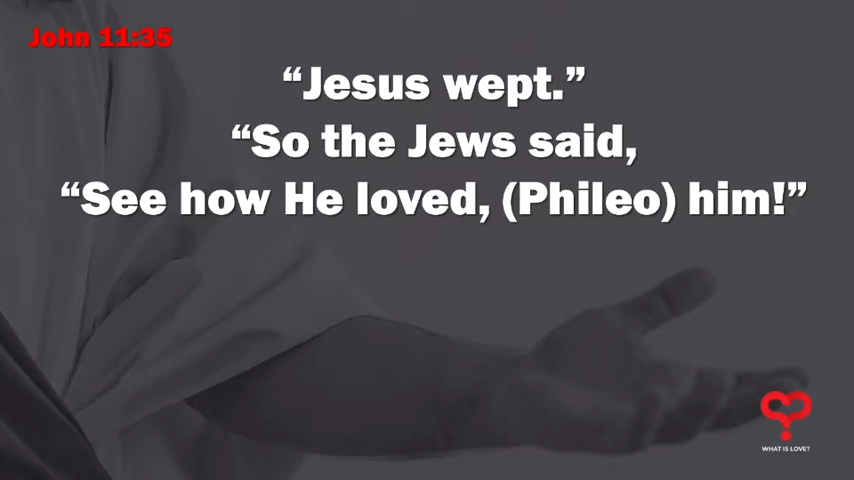 John 11:35
“Jesus wept.”
“So the Jews said,
“See how He loved, (Phileo) him!”
WHAT IS LOVE?